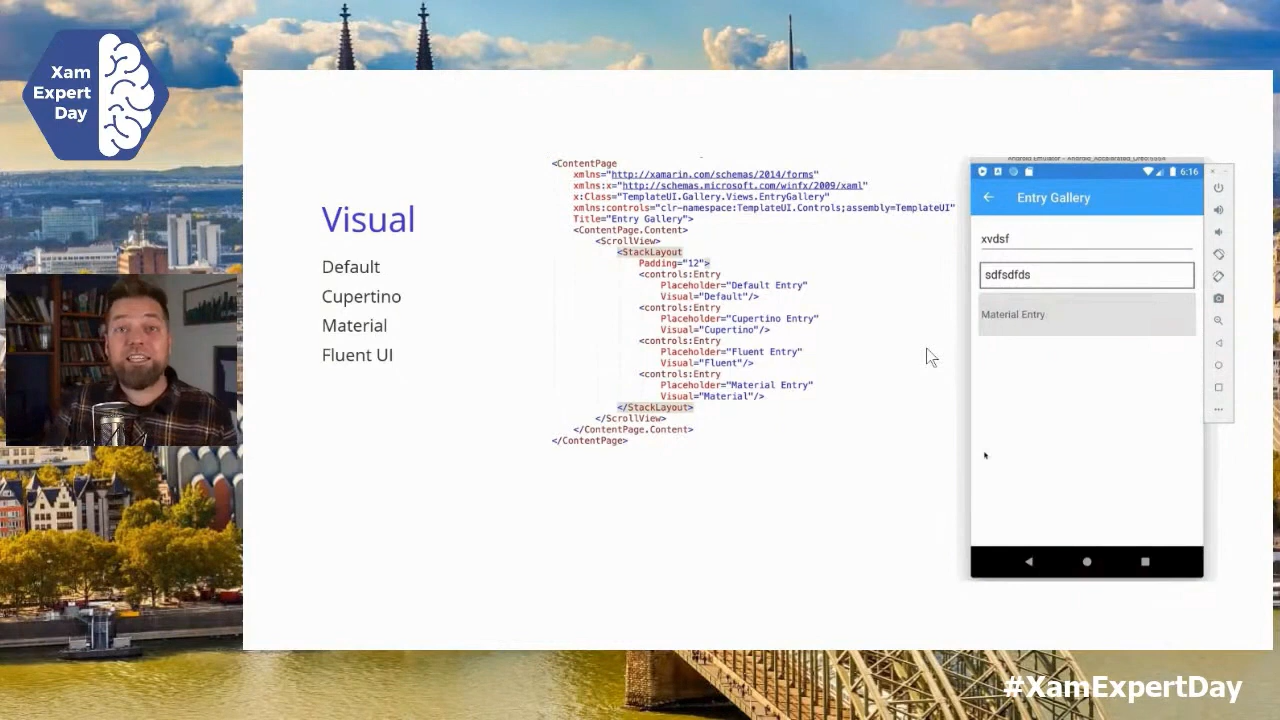 Xam
Expert
Day
Visual
Default
Cupertino
Material
Fluent UI
<ContentPage
xmlns="http://xamarin.com/schemas/2014/forms"
xmlns:x="http://schemas.microsoft.com/winfx/2009/xaml"
x:Class="TemplateUI.Gallery.Views.EntryGallery"
xmlns:controls="clr-namespace:TemplateUI.Controls;assembly=TemplateUI"
Title="Entry Gallery">
<ContentPage.Content>
<ScrollView>
<StackLayout
Padding="12">
<controls:Entry
Placeholder="Default Entry"
Visual="Default"/>
<controls:Entry
Placeholder="Cupertino Entry"
Visual="Cupertino"/>
<controls:Entry
Placeholder="Fluent Entry"
Visual="Fluent"/>
<controls:Entry
Placeholder="Material Entry"
Visual="Material"/>
</StackLayout>
</ScrollView>
</ContentPage.Content>
</ContentPage>
6:16
Entry Gallery
xvdsf
sdfsdfds
Material Entry
#XamExpertDay